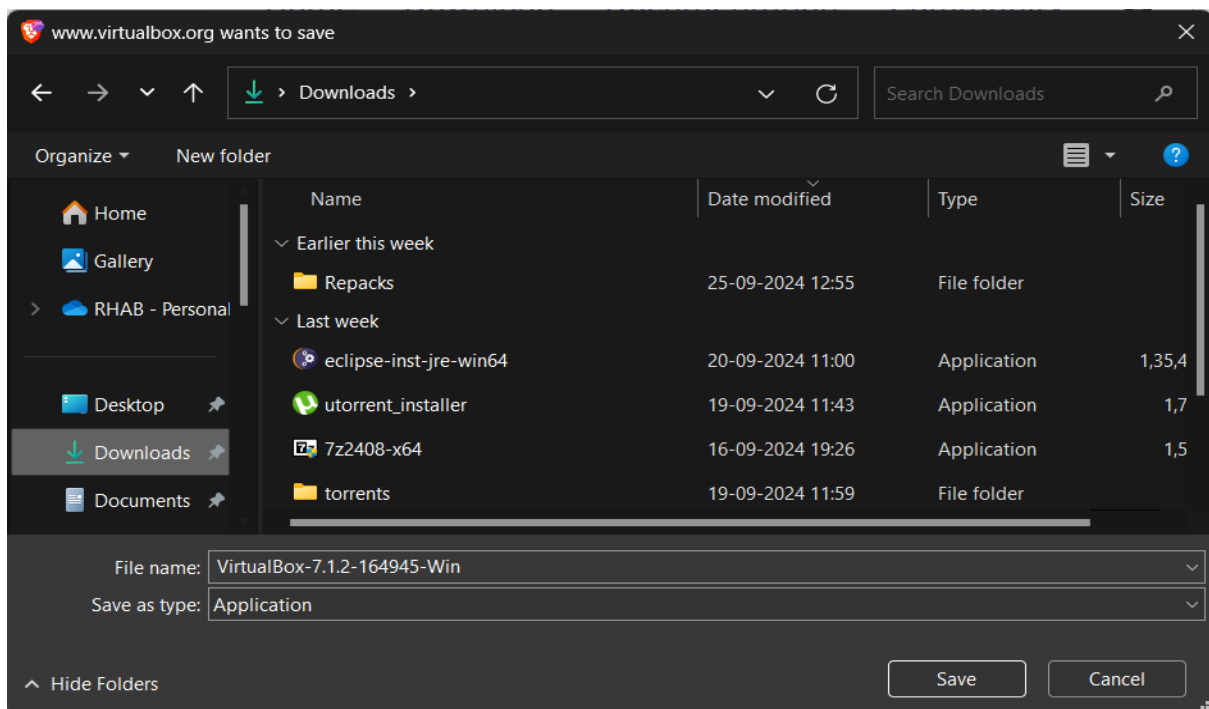 www.virtualbox.org wants to save
Downloads
Search Downloads
Organize
New folder
Name Date modified Type Size
Home
Gallery
RHAB - Personal
Desktop
Downloads
Documents
Earlier this week
Repacks 25-09-2024 12:55 File folder
Last week
eclipse-inst-jre-win64 20-09-2024 11:00 Application 1,35,4
utorrent_installer 19-09-2024 11:43 Application 1,7
7z2408-x64 16-09-2024 19:26 Application 1,5
torrents 19-09-2024 11:59 File folder
File name: VirtualBox-7.1.2-164945-Win
Save as type: Application
Hide Folders
Save
Cancel